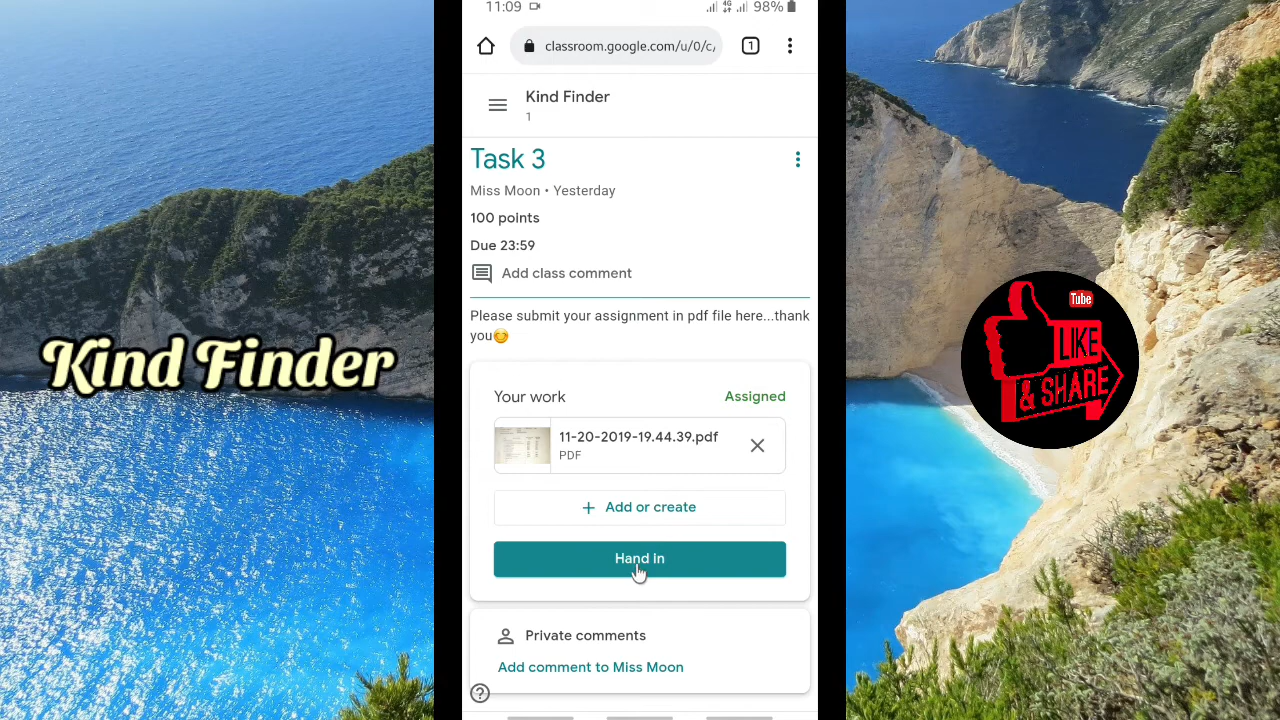 11:09
4G
98%
classroom.google.com/u/0/c/
1
Kind Finder
1
Task 3
Miss Moon • Yesterday
100 points
Due 23:59
Add class comment
Please submit your assignment in pdf file here...thank
you😊
Your work
Assigned
11-20-2019-19.44.39.pdf
PDF
+ Add or create
Hand in
Private comments
Add comment to Miss Moon
?
Kind Finder
Tube
LIKE
& SHARE